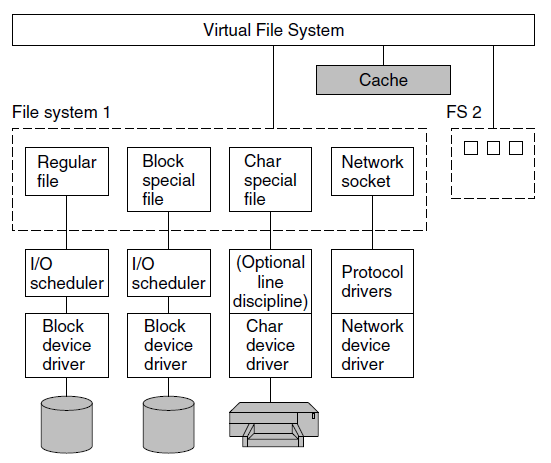 Virtual File System
Cache
File system 1
FS 2
Regular
file
Block
special
file
Char
special
file
Network
socket
I/O
scheduler
I/O
scheduler
(Optional
line
discipline)
Protocol
drivers
Block
device
driver
Block
device
driver
Char
device
driver
Network
device
driver